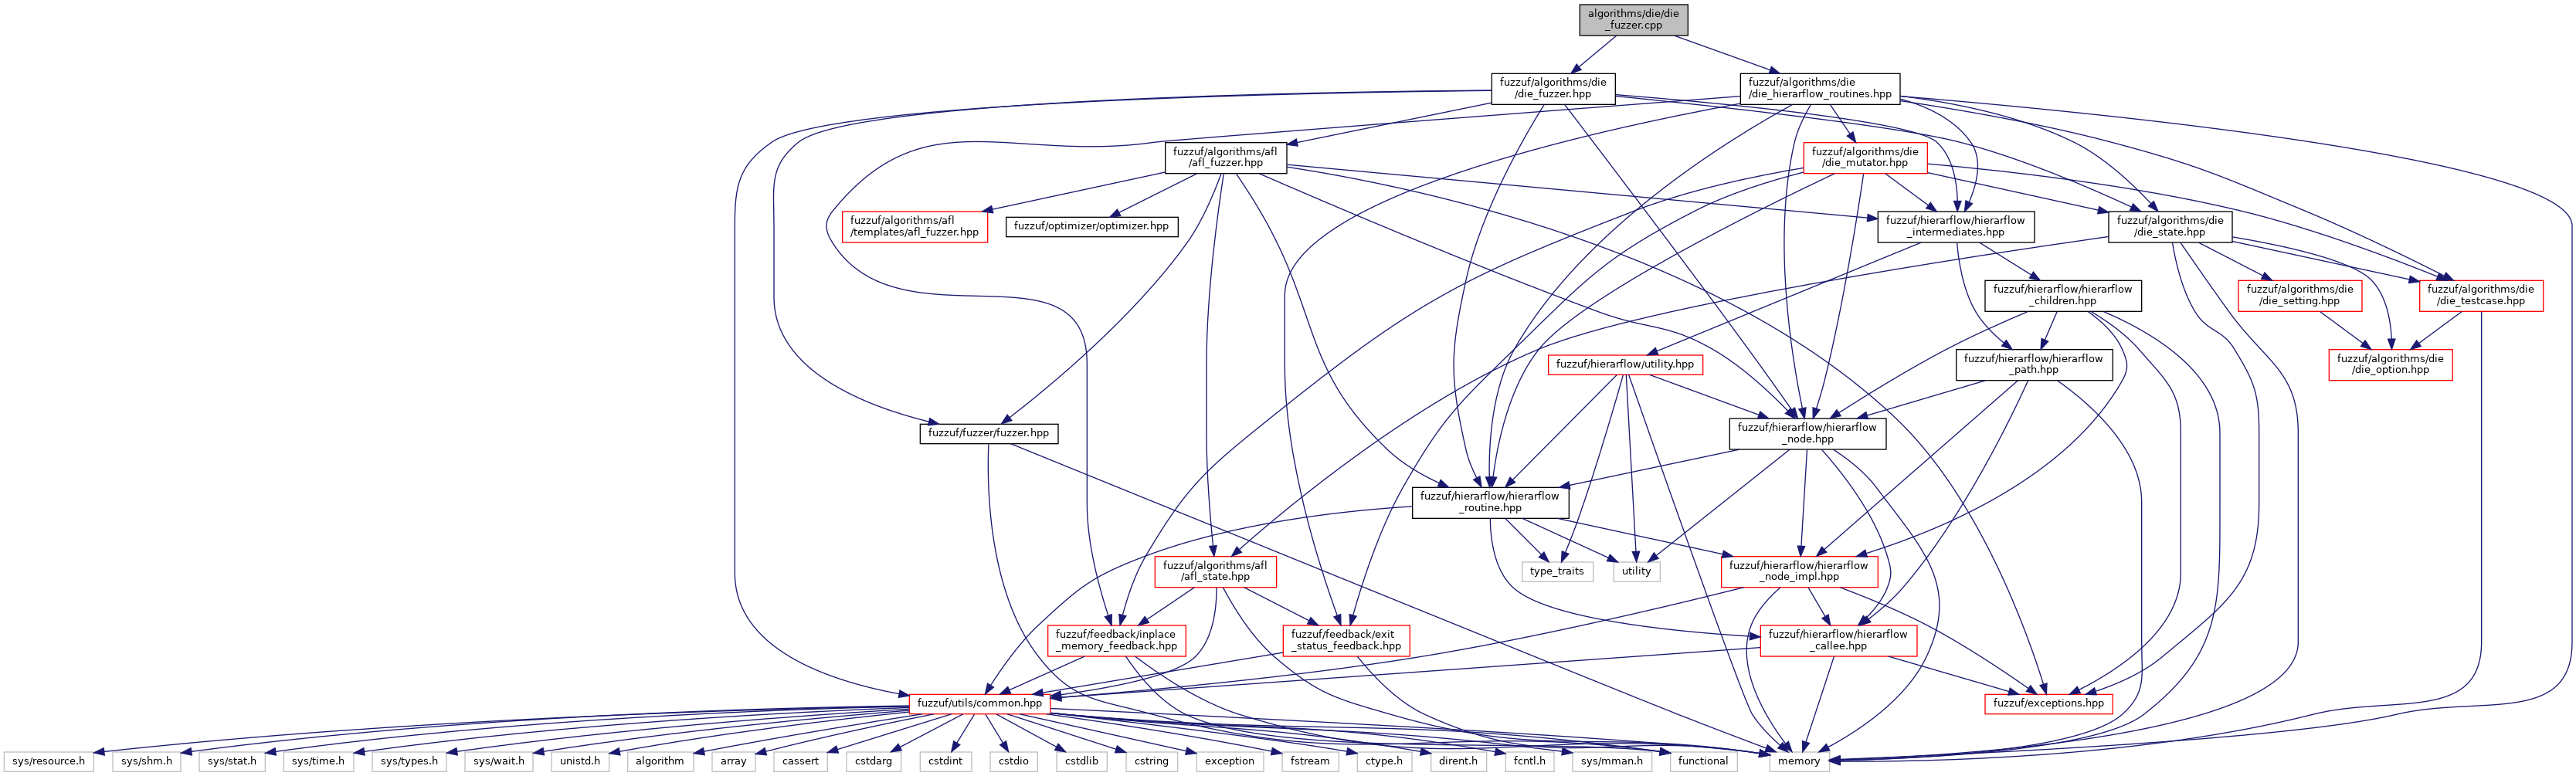 algorithms/die/die
_fuzzer.cpp
fuzzuf/algorithms/die
/die_fuzzer.hpp
fuzzuf/algorithms/die
/die_hierarflow_routines.hpp
fuzzuf/algorithms/afl
/afl_fuzzer.hpp
fuzzuf/algorithms/die
/die_mutator.hpp
fuzzuf/algorithms/afl
/templates/afl_fuzzer.hpp
fuzzuf/optimizer/optimizer.hpp
fuzzuf/hierarflow/hierarflow
_intermediates.hpp
fuzzuf/algorithms/die
/die_state.hpp
fuzzuf/hierarflow/hierarflow
_children.hpp
fuzzuf/algorithms/die
/die_setting.hpp
fuzzuf/algorithms/die
/die_testcase.hpp
fuzzuf/hierarflow/utility.hpp
fuzzuf/hierarflow/hierarflow
_path.hpp
fuzzuf/algorithms/die
/die_option.hpp
fuzzuf/fuzzer/fuzzer.hpp
fuzzuf/hierarflow/hierarflow
_node.hpp
fuzzuf/hierarflow/hierarflow
_routine.hpp
fuzzuf/algorithms/afl
/afl_state.hpp
type_traits
utility
fuzzuf/hierarflow/hierarflow
_node_impl.hpp
fuzzuf/feedback/inplace
_memory_feedback.hpp
fuzzuf/feedback/exit
_status_feedback.hpp
fuzzuf/hierarflow/hierarflow
_callee.hpp
fuzzuf/utils/common.hpp
fuzzuf/exceptions.hpp
sys/resource.h
sys/shm.h
sys/stat.h
sys/time.h
sys/types.h
sys/wait.h
unistd.h
algorithm
array
cassert
cstdarg
cstdint
cstdio
cstdlib
cstring
exception
fstream
ctype.h
dirent.h
fcntl.h
sys/mman.h
functional
memory